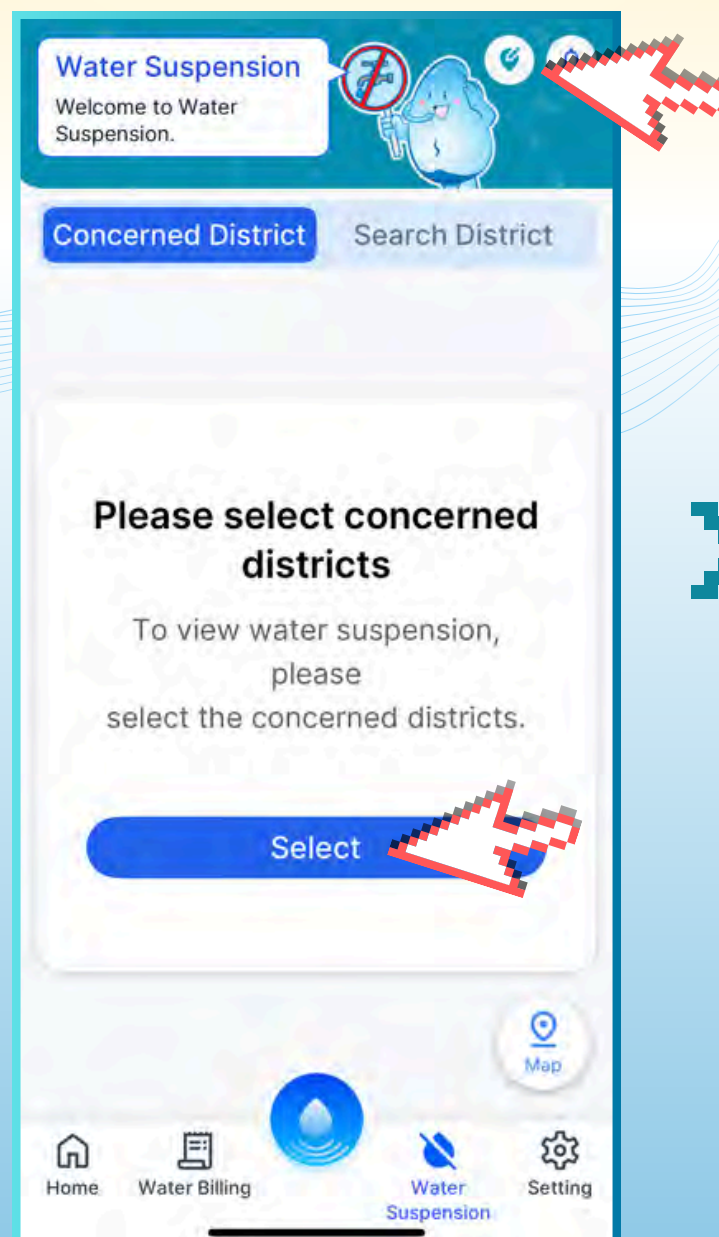 Water Suspension
Welcome to Water
Suspension.
Concerned District
Search District
Please select concerned
districts
To view water suspension,
please
select the concerned districts.
Select
Map
Home
Water Billing
Water
Suspension
Setting